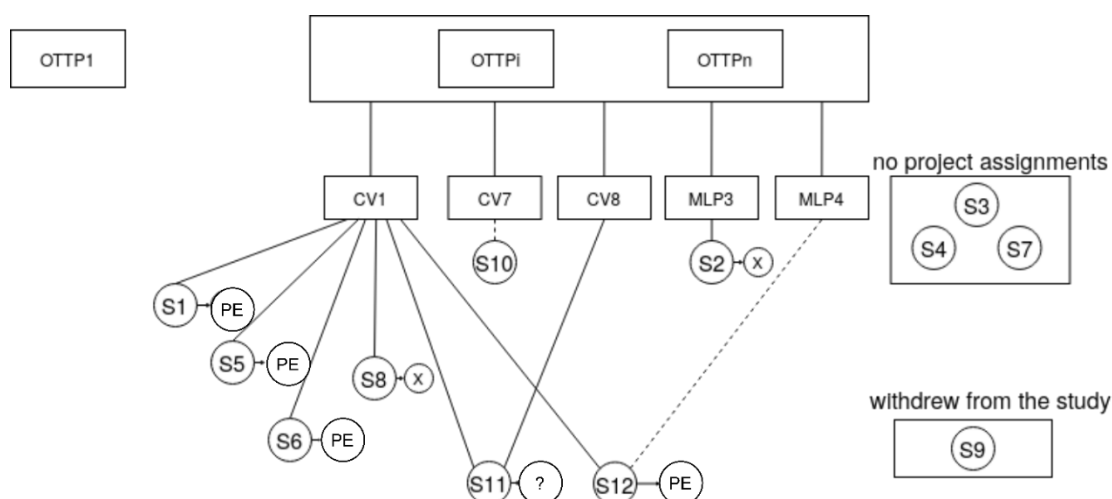 OTTP1
OTTPi
OTTPn
no project assignments
CV1
CV7
CV8
MLP3
MLP4
S3
S4
S7
S10
S2
X
S1
PE
S5
PE
S8
X
withdrew from the study
S6
PE
S9
S11
?
S12
PE